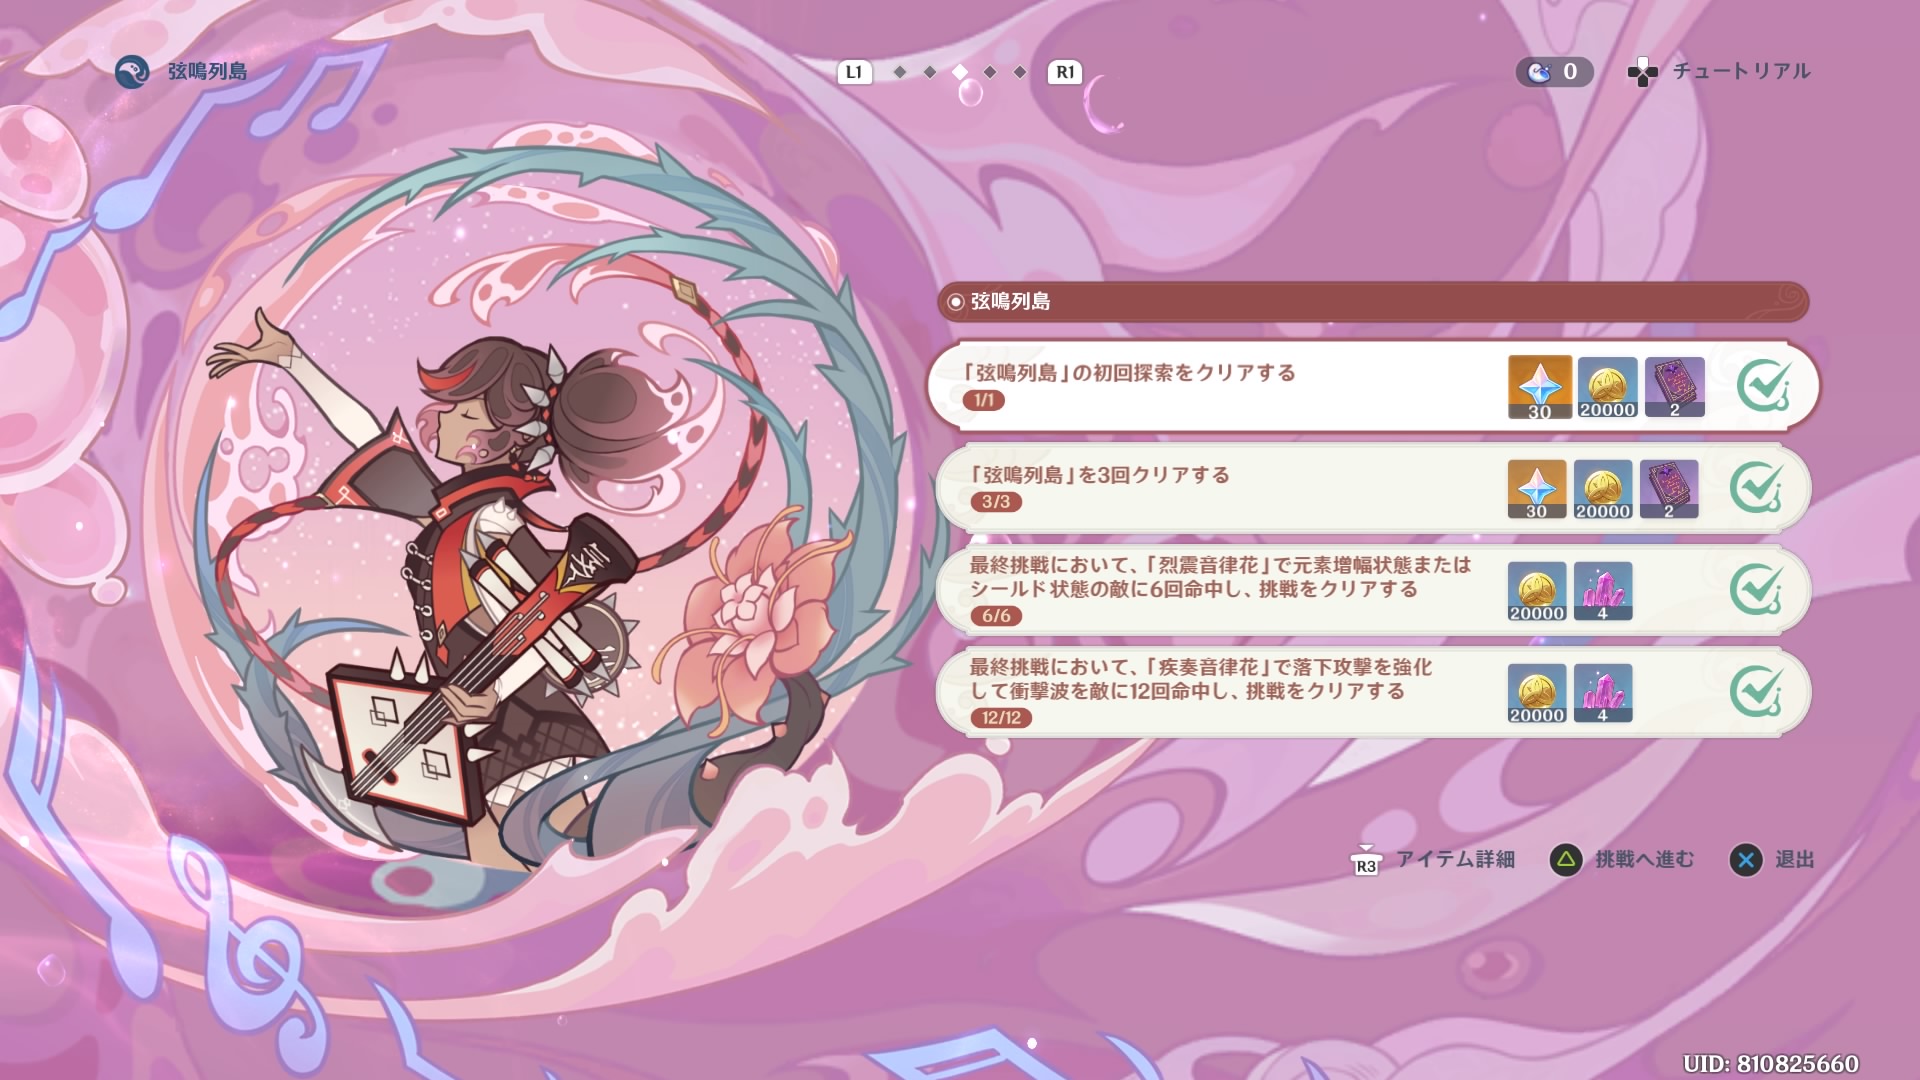 弦鳴列島
L1
R1
0
チュートリアル
弦鳴列島
「弦鳴列島」の初回探索をクリアする
1/1
30
20000
2
「弦鳴列島」を3回クリアする
3/3
30
20000
2
最終挑戦において、「烈震音律花」で元素増幅状態または
シールド状態の敵に6回命中し、挑戦をクリアする
6/6
20000
4
最終挑戦において、「疾奏音律花」で落下攻撃を強化
して衝撃波を敵に12回命中し、挑戦をクリアする
12/12
20000
4
R3
アイテム詳細
挑戦へ進む
退出
UID: 810825660